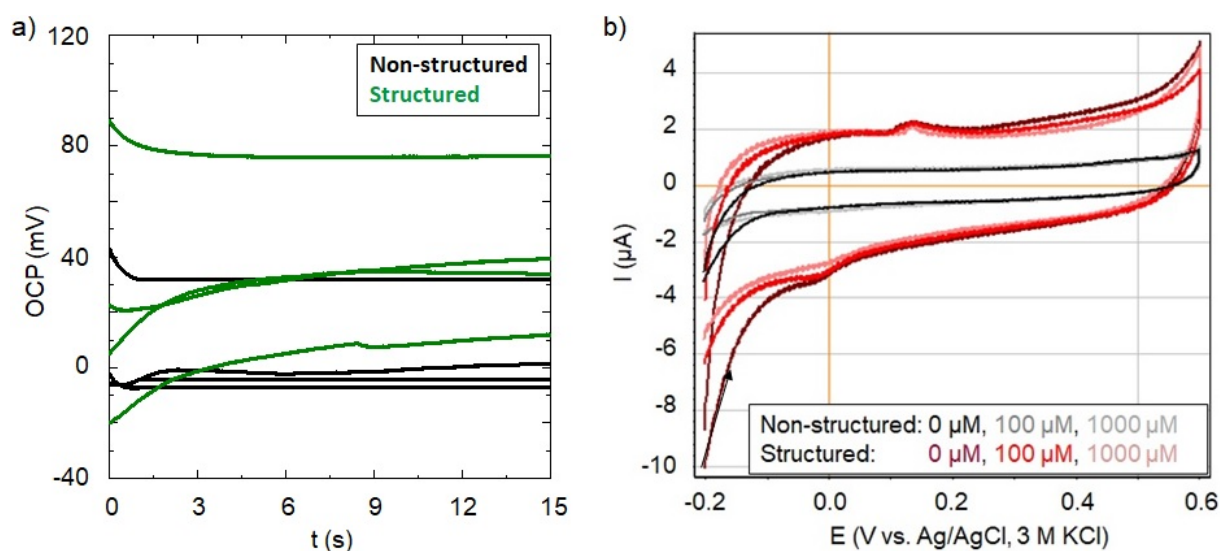 a)
120
80
40
0
-40
OCP (mV)
Non-structured
Structured
0
3
6
9
12
15
t (s)
b)
4
2
0
-2
-4
-6
-8
-10
I (µA)
Non-structured: 0 µM, 100 µM, 1000 µM
Structured: 0 µM, 100 µM, 1000 µM
-0.2
0.0
0.2
0.4
0.6
E (V vs. Ag/AgCl, 3 M KCl)